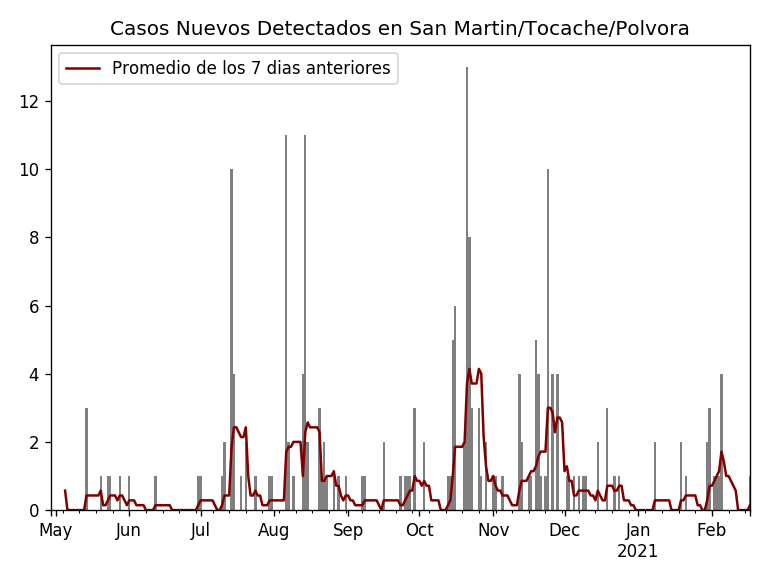 Casos Nuevos Detectados en San Martin/Tocache/Polvora
Promedio de los 7 dias anteriores
12
10
8
6
4
2
0
May Jun Jul Aug Sep Oct Nov Dec Jan Feb
2021